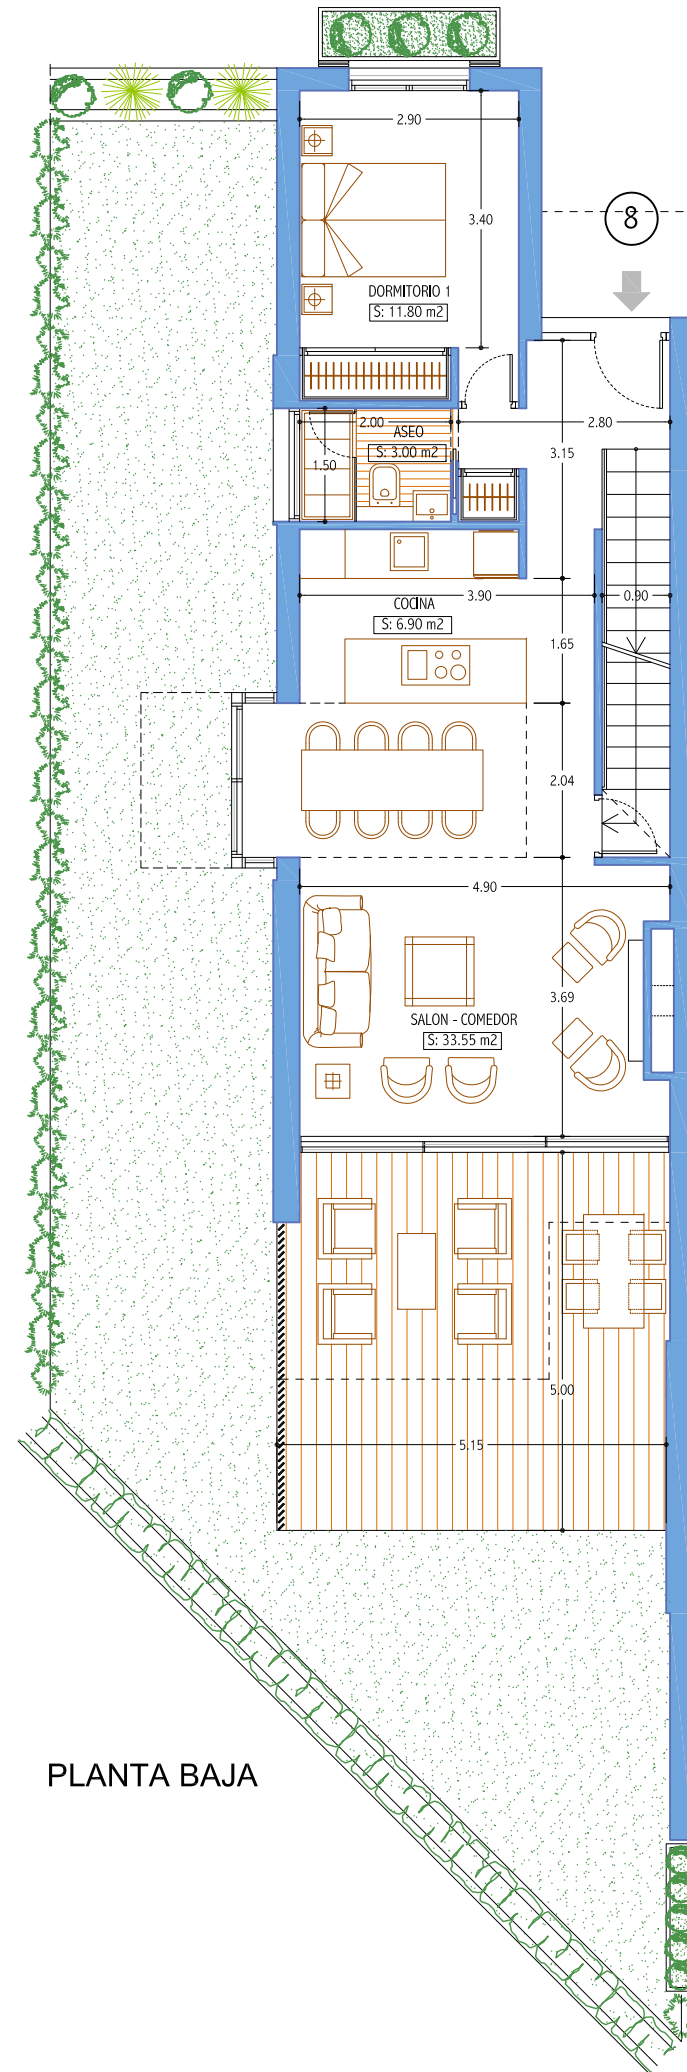 2.90
8
3.40
DORMITORIO 1
S: 11.80 m2
2.00
2.80
ASEO
S: 3.00 m2
3.15
1.50
3.90
0.90
COCINA
S: 6.90 m2
1.65
2.04
4.90
3.69
SALON - COMEDOR
S: 33.55 m2
5.00
5.15
PLANTA BAJA